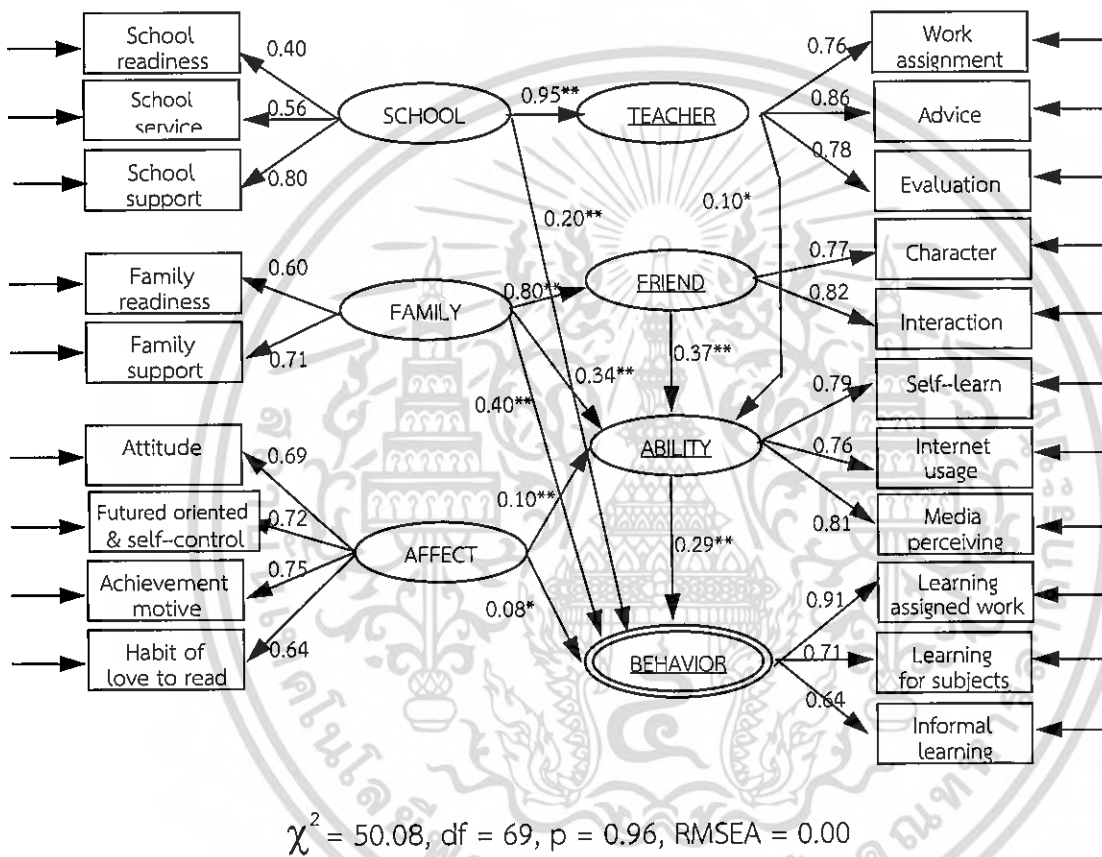 School
readiness
School
service
School
support
Family
readiness
Family
support
Attitude
Futured oriented
& self--control
Achievement
motive
Habit of
love to read
0.40
0.56
0.80
0.60
0.71
0.69
0.72
0.75
0.64
SCHOOL
FAMILY
AFFECT
0.95**
0.20**
0.80**
0.34**
0.40**
0.10**
0.08*
TEACHER
FRIEND
ABILITY
BEHAVIOR
0.10*
0.37**
0.29**
0.76
0.86
0.78
0.77
0.82
0.79
0.76
0.81
0.91
0.71
0.64
Work
assignment
Advice
Evaluation
Character
Interaction
Self--learn
Internet
usage
Media
perceiving
Learning
assigned work
Learning
for subjects
Informal
learning
χ² = 50.08, df = 69, p = 0.96, RMSEA = 0.00